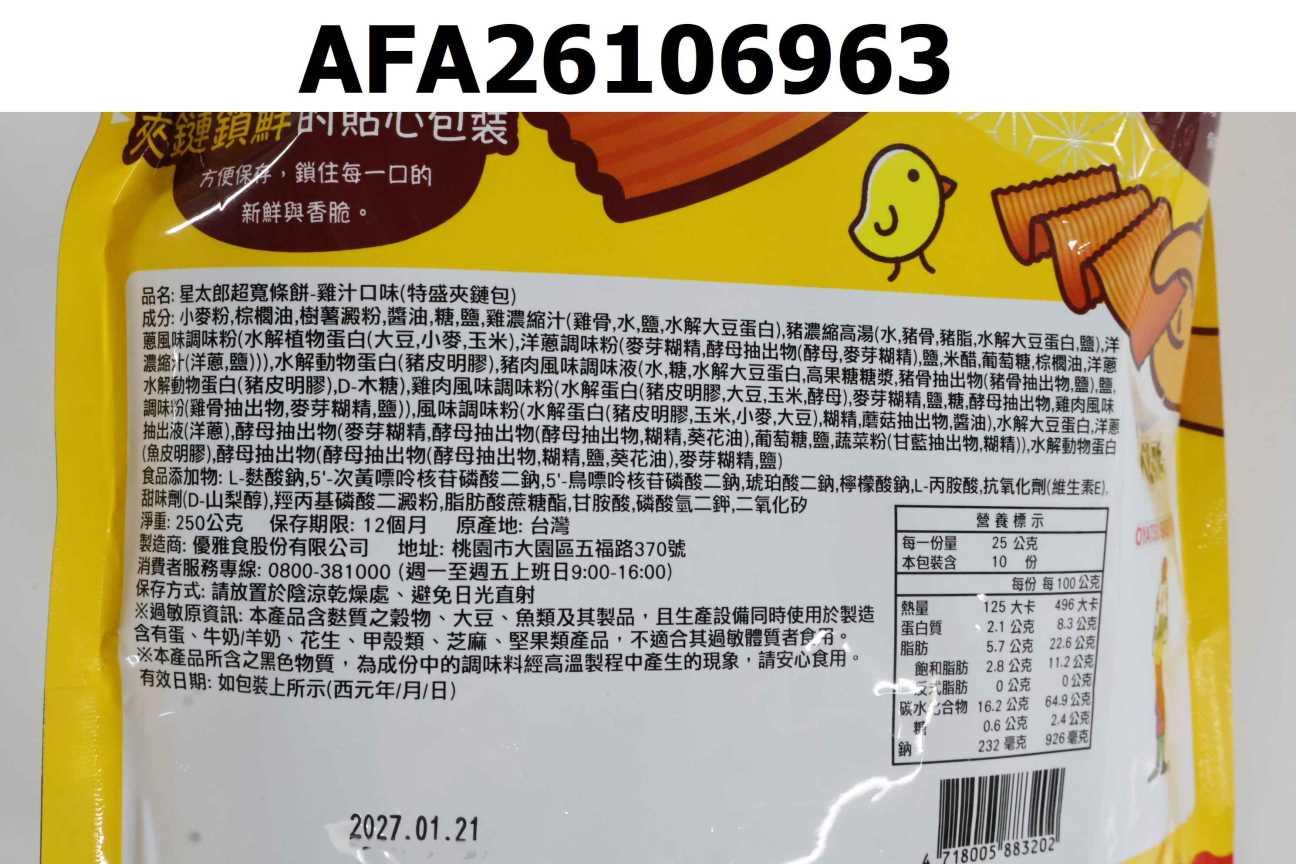 AFA26106963
夾鏈鎖鮮的貼心包裝
方便保存，鎖住每一口的
新鮮與香脆。
品名: 星太郎超寬條餅-雞汁口味(特盛夾鏈包)
成分: 小麥粉,棕櫚油,樹薯澱粉,醬油,糖,鹽,雞濃縮汁(雞骨,水,鹽,水解大豆蛋白),豬濃縮高湯(水,豬骨,豬脂,水解大豆蛋白,鹽),洋
蔥風味調味粉(水解植物蛋白(大豆,小麥,玉米),洋蔥調味粉(麥芽糊精,酵母抽出物(酵母,麥芽糊精),鹽,米醋,葡萄糖,棕櫚油,洋蔥
濃縮汁(洋蔥,鹽))),水解動物蛋白(豬皮明膠),豬肉風味調味液(水,糖,水解大豆蛋白,高果糖糖漿,豬骨抽出物(豬骨抽出物,鹽),鹽,
水解動物蛋白(豬皮明膠),D-木糖),雞肉風味調味粉(水解蛋白(豬皮明膠,大豆,玉米,酵母),麥芽糊精,鹽,糖,酵母抽出物,雞肉風味
調味粉(雞骨抽出物,麥芽糊精,鹽)),風味調味粉(水解蛋白(豬皮明膠,玉米,小麥,大豆),糊精,蘑菇抽出物,醬油),水解大豆蛋白,洋蔥
抽出液(洋蔥),酵母抽出物(麥芽糊精,酵母抽出物(酵母抽出物,糊精,葵花油),葡萄糖,鹽,蔬菜粉(甘藍抽出物,糊精)),水解動物蛋白
(魚皮明膠),酵母抽出物(酵母抽出物(酵母抽出物,糊精,鹽,葵花油),麥芽糊精,鹽)
食品添加物: L-麩酸鈉,5'-次黃嘌呤核苷磷酸二鈉,5'-鳥嘌呤核苷磷酸二鈉,琥珀酸二鈉,檸檬酸鈉,L-丙胺酸,抗氧化劑(維生素E),
甜味劑(D-山梨醇),羥丙基磷酸二澱粉,脂肪酸蔗糖酯,甘胺酸,磷酸氫二鉀,二氧化矽
淨重: 250公克 保存期限: 12個月 原產地: 台灣
製造商: 優雅食股份有限公司 地址: 桃園市大園區五福路370號
消費者服務專線: 0800-381000 (週一至週五上班日9:00-16:00)
保存方式: 請放置於陰涼乾燥處、避免日光直射
※過敏原資訊: 本產品含麩質之穀物、大豆、魚類及其製品，且生產設備同時使用於製造
含有蛋、牛奶/羊奶、花生、甲殼類、芝麻、堅果類產品，不適合其過敏體質者食用。
※本產品所含之黑色物質，為成份中的調味料經高溫製程中產生的現象，請安心食用。
有效日期: 如包裝上所示(西元年/月/日)
營養標示
每一份量 25 公克
本包裝含 10 份
每份 每100公克
熱量 125 大卡 496 大卡
蛋白質 2.1 公克 8.3 公克
脂肪 5.7 公克 22.6 公克
飽和脂肪 2.8 公克 11.2 公克
反式脂肪 0 公克 0 公克
碳水化合物 16.2 公克 64.9 公克
糖 0.6 公克 2.4 公克
鈉 232 毫克 926 毫克
2027.01.21
4 718005 883202